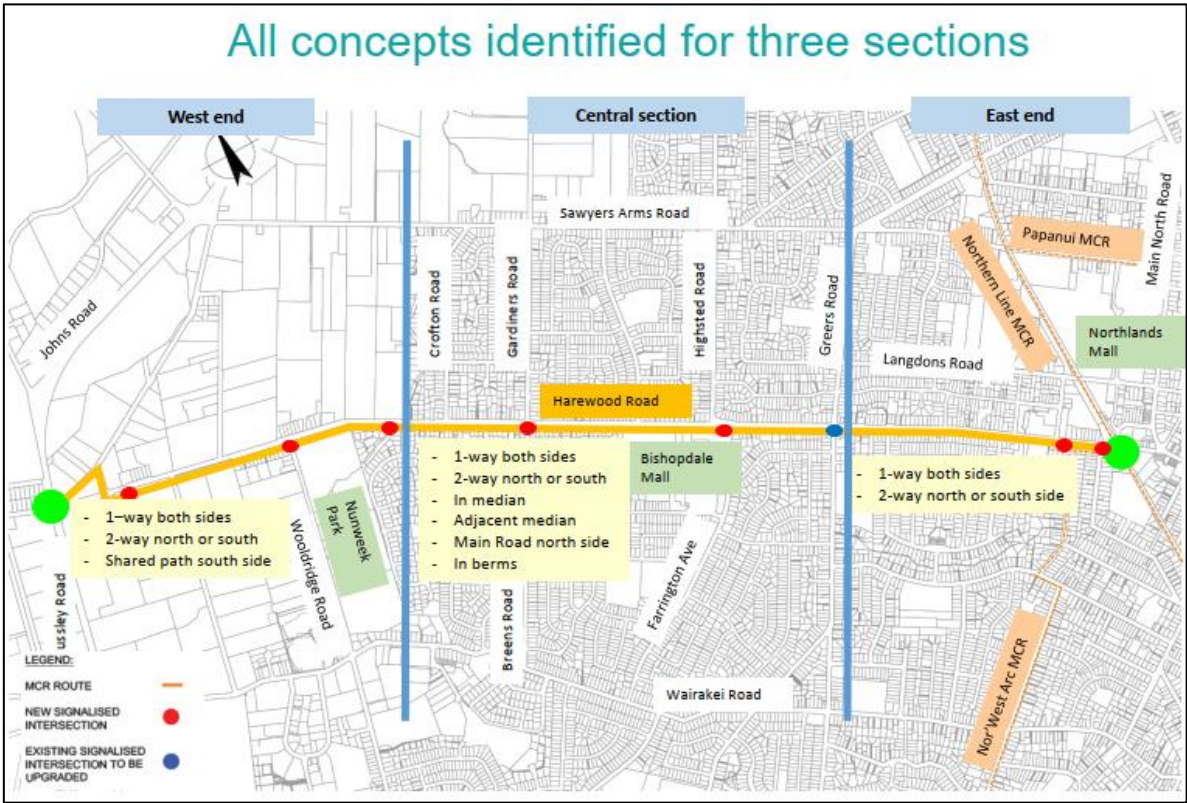 All concepts identified for three sections
West end
Central section
East end
Sawyers Arms Road
Johns Road
Crofton Road
Gardiners Road
Highsted Road
Greers Road
Langdons Road
Northern Line MCR
Papanui MCR
Main North Road
Northlands
Mall
Harewood Road
- 1–way both sides
- 2-way north or south
- Shared path south side
Nunweek
Park
Wooldridge Road
- 1-way both sides
- 2-way north or south
- In median
- Adjacent median
- Main Road north side
- In berms
Bishopdale
Mall
- 1-way both sides
- 2-way north or south side
Breens Road
Farrington Ave
Wairakei Road
Nor'West Arc MCR
ussley Road
LEGEND:
MCR ROUTE
NEW SIGNALISED
INTERSECTION
EXISTING SIGNALISED
INTERSECTION TO BE
UPGRADED